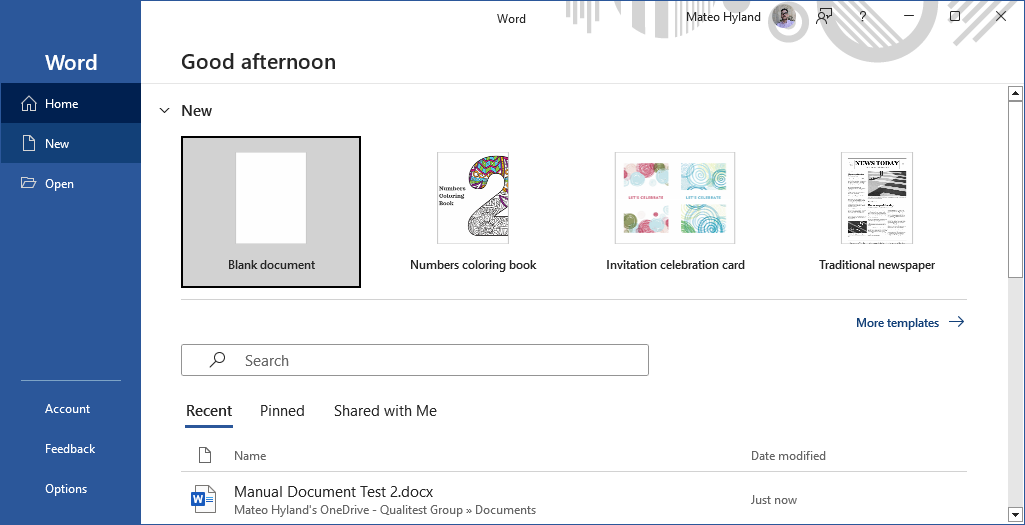 Word
Mateo Hyland
?
Word
Good afternoon
Home
New
Open
New
Numbers
Coloring
Book
LET'S CELEBRATE
LET'S CELEBRATE
NEWS TODAY
Blank document
Numbers coloring book
Invitation celebration card
Traditional newspaper
More templates
Search
Recent
Pinned
Shared with Me
Name
Date modified
Manual Document Test 2.docx
Mateo Hyland's OneDrive - Qualitest Group » Documents
Just now
Account
Feedback
Options